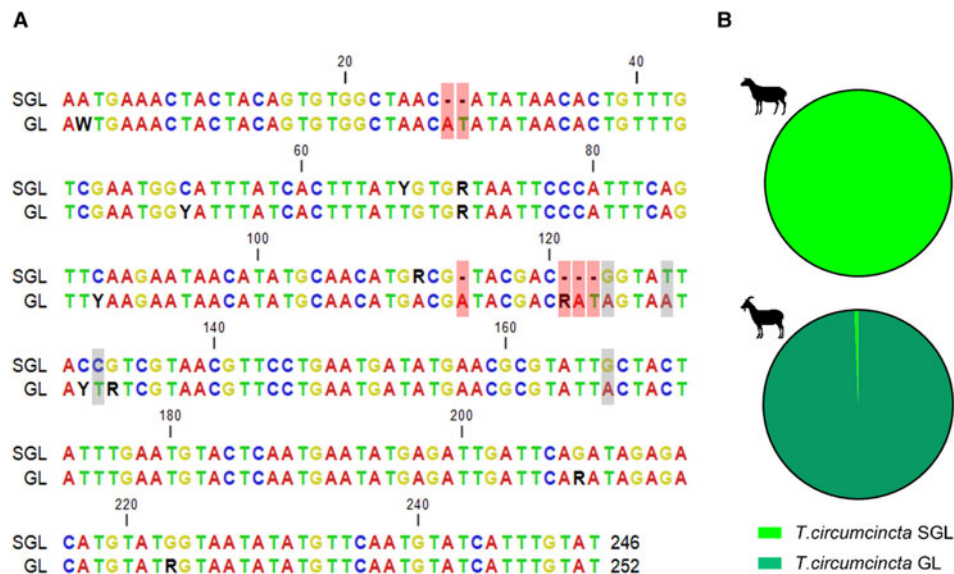 A
B
20 40
SGL AATGAAACTACTACAGTGTGGCTAAC--ATATAACACTGTTTG
GL AWTGAAACTACTACAGTGTGGCTAACATATATAACACTGTTTG
60 80
SGL TCGAATGGCATTTATCACTTTATYGTGRTAATTCCCATTTCAG
GL TCGAATGGYATTTATCACTTTATTGTGRTAATTCCCATTTCAG
100 120
SGL TTCAAGAATAACATATGCAACATGRCG-TACGAC---GGTATT
GL TTYAAGAATAACATATGCAACATGACGATACGACRATAGTAAT
140 160
SGL ACCGTCGTAACGTTCCTGAATGATATGAACGCGTATTGCTACT
GL AYTRTCGTAACGTTCCTGAATGATATGAACGCGTATTACTACT
180 200
SGL ATTTGAATGTACTCAATGAATATGAGATTGATTCAGATAGAGA
GL ATTTGAATGTACTCAATGAATATGAGATTGATTCARATAGAGA
220 240
SGL CATGTATGGTAATATATGTTCAATGTATCATTTGTAT 246
GL CATGTATRGTAATATATGTTCAATGTATCATTTGTAT 252
T.circumcincta SGL
T.circumcincta GL